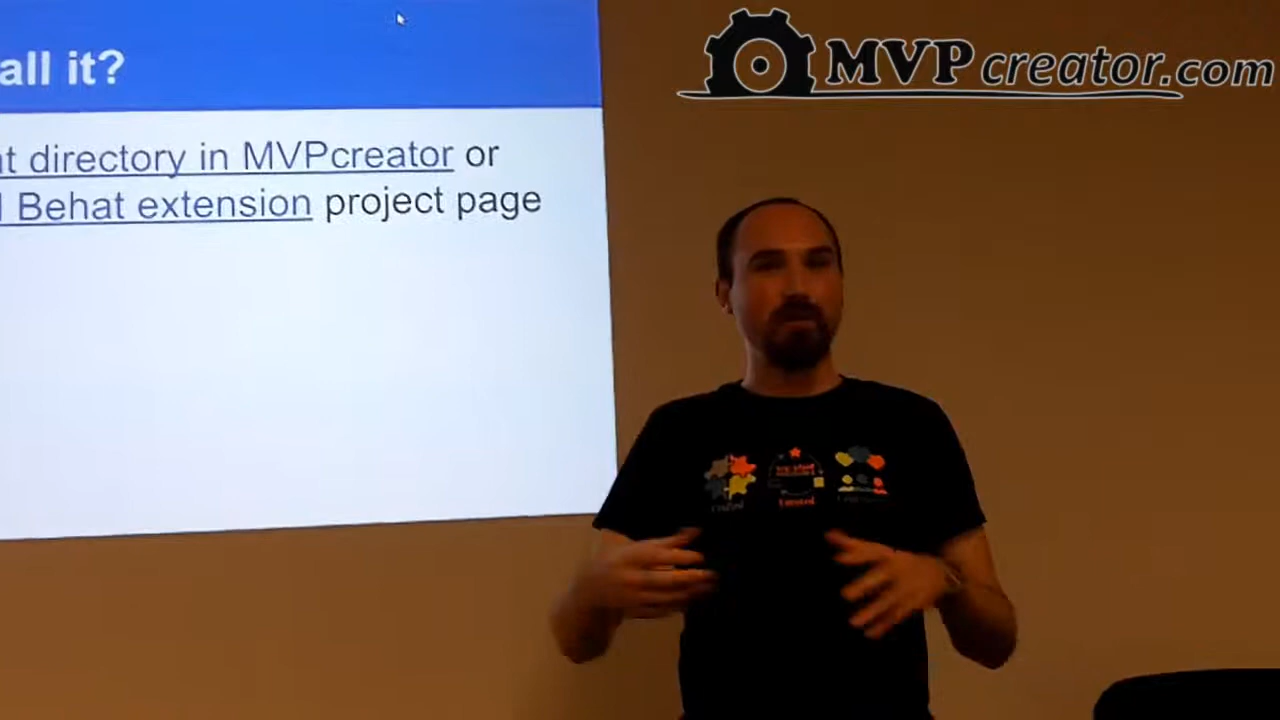 all it?
t directory in MVPcreator or
l Behat extension project page
MVPcreator.com